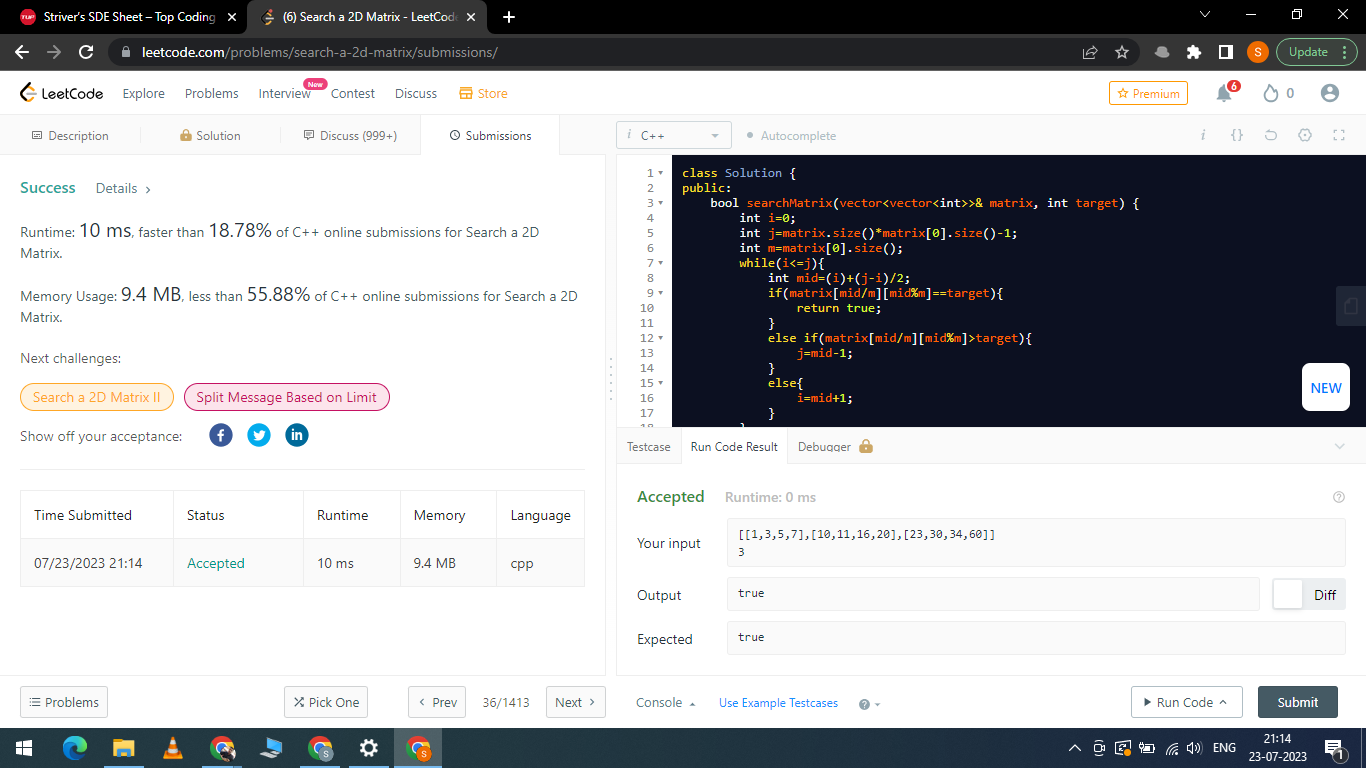 Striver's SDE Sheet – Top Coding
(6) Search a 2D Matrix - LeetCode
leetcode.com/problems/search-a-2d-matrix/submissions/
S
Update
LeetCode
Explore
Problems
Interview
New
Contest
Discuss
Store
Premium
6
0
Description
Solution
Discuss (999+)
Submissions
i C++
Autocomplete
i {}
Success
Details >
Runtime: 10 ms, faster than 18.78% of C++ online submissions for Search a 2D
Matrix.
Memory Usage: 9.4 MB, less than 55.88% of C++ online submissions for Search a 2D
Matrix.
Next challenges:
Search a 2D Matrix II
Split Message Based on Limit
Show off your acceptance:
Time Submitted Status Runtime Memory Language
07/23/2023 21:14 Accepted 10 ms 9.4 MB cpp
1 class Solution {
2 public:
3 bool searchMatrix(vector<vector<int>>& matrix, int target) {
4 int i=0;
5 int j=matrix.size()*matrix[0].size()-1;
6 int m=matrix[0].size();
7 while(i<=j){
8 int mid=(i)+(j-i)/2;
9 if(matrix[mid/m][mid%m]==target){
10 return true;
11 }
12 else if(matrix[mid/m][mid%m]>target){
13 j=mid-1;
14 }
15 else{
16 i=mid+1;
17 }
18 }
NEW
Testcase
Run Code Result
Debugger
Accepted
Runtime: 0 ms
Your input
[[1,3,5,7],[10,11,16,20],[23,30,34,60]]
3
Output
true
Diff
Expected
true
Problems
Pick One
< Prev
36/1413
Next >
Console
Use Example Testcases
Run Code
Submit
S
S
ENG
21:14
23-07-2023
1